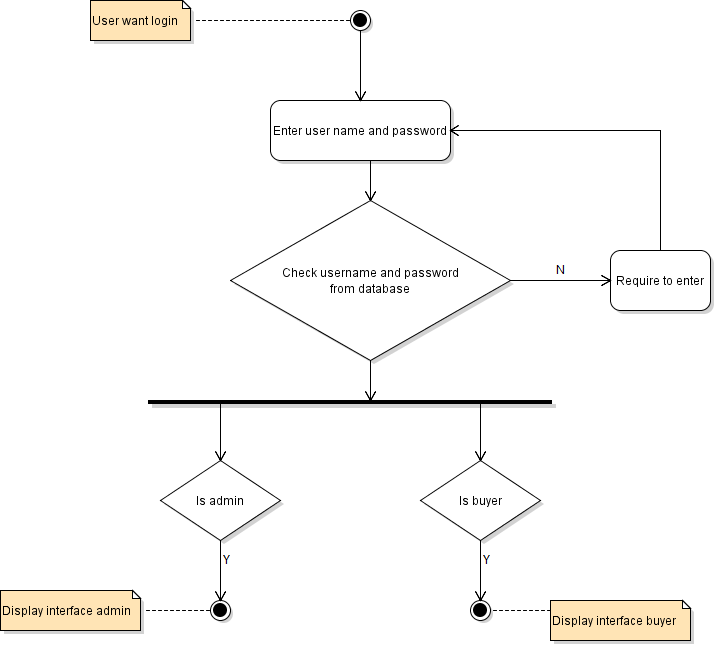 User want login
Enter user name and password
Check username and password
from database
N
Require to enter
Is admin
Is buyer
Y
Y
Display interface admin
Display interface buyer